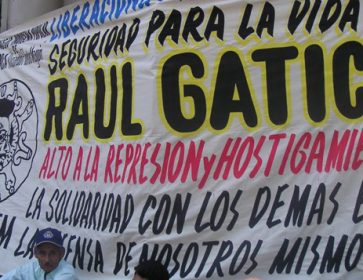 LIBERACION
SEGURIDAD PARA LA VIDA
RAUL GATIC
ALTO A LA REPRESION y HOSTIGAMIE
LA SOLIDARIDAD CON LOS DEMAS
LA DEFENSA DE NOSOTROS MISMO